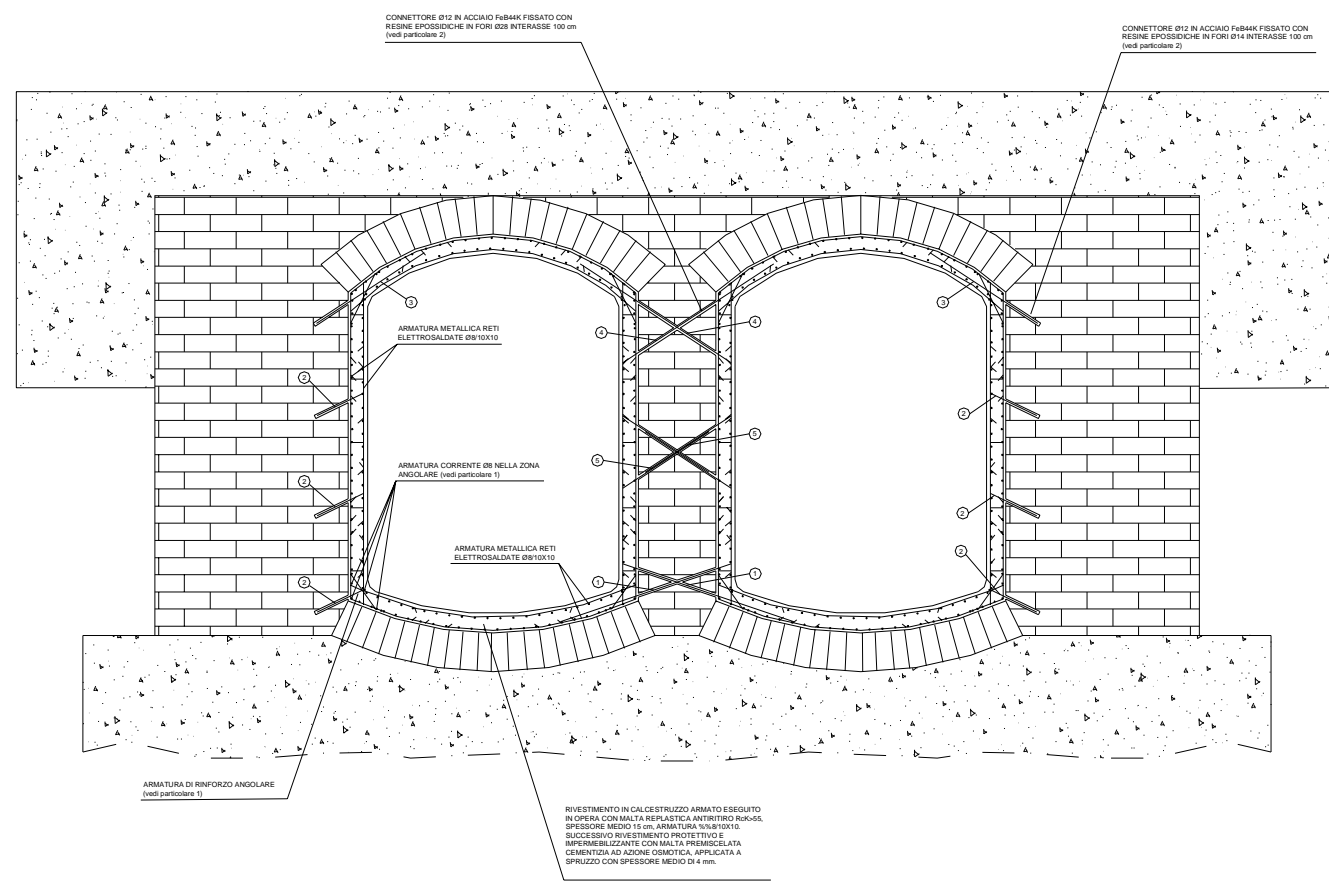 CONNETTORE Ø12 IN ACCIAIO FeB44K FISSATO CON
RESINE EPOSSIDICHE IN FORI Ø28 INTERASSE 100 cm
(vedi particolare 2)
CONNETTORE Ø12 IN ACCIAIO FeB44K FISSATO CON
RESINE EPOSSIDICHE IN FORI Ø14 INTERASSE 100 cm
(vedi particolare 2)
3
3
4
4
ARMATURA METALLICA RETI
ELETTROSALDATE Ø8/10X10
2
2
5
5
ARMATURA CORRENTE Ø8 NELLA ZONA
ANGOLARE (vedi particolare 1)
2
2
ARMATURA METALLICA RETI
ELETTROSALDATE Ø8/10X10
2
1
1
2
ARMATURA DI RINFORZO ANGOLARE
(vedi particolare 1)
RIVESTIMENTO IN CALCESTRUZZO ARMATO ESEGUITO
IN OPERA CON MALTA REPLASTICA ANTIRITIRO RcK>55,
SPESSORE MEDIO 15 cm, ARMATURA %%8/10X10.
SUCCESSIVO RIVESTIMENTO PROTETTIVO E
IMPERMEBILIZZANTE CON MALTA PREMISCELATA
CEMENTIZIA AD AZIONE OSMOTICA, APPLICATA A
SPRUZZO CON SPESSORE MEDIO DI 4 mm.